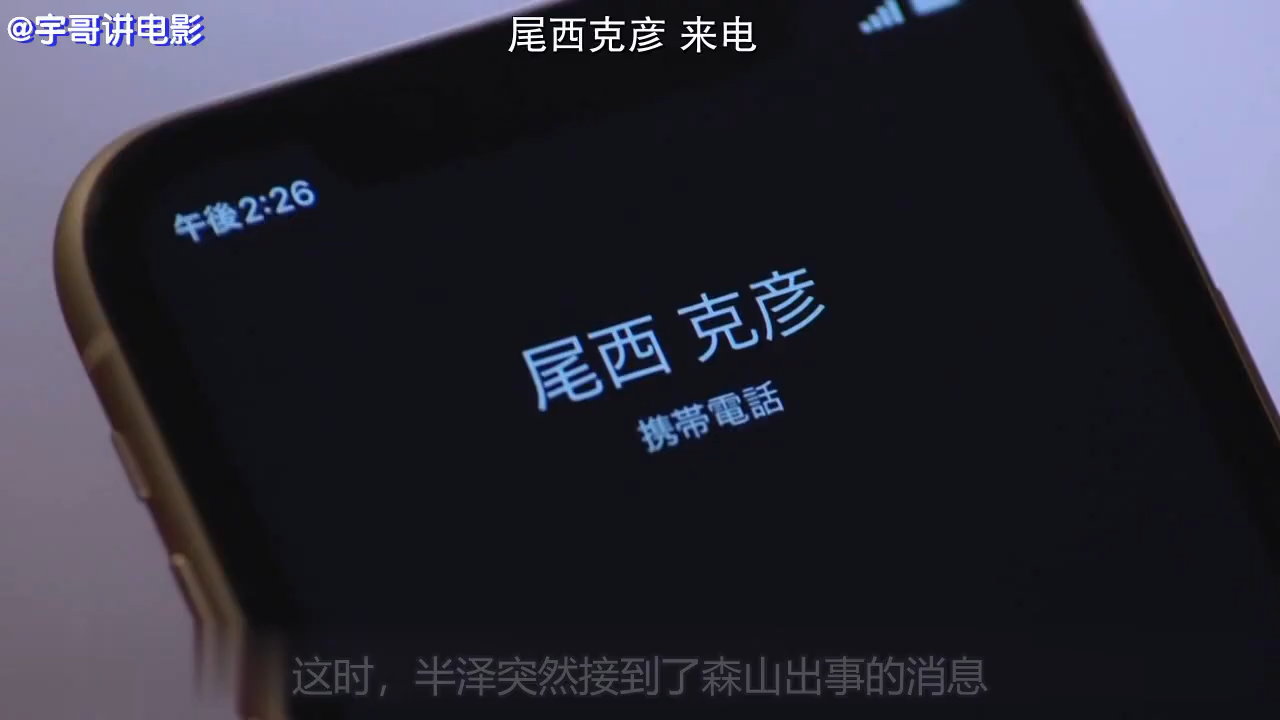 @宇哥讲电影
尾西克彦 来电
午後2:26
尾西 克彦
携帯電話
这时，半泽突然接到了森山出事的消息